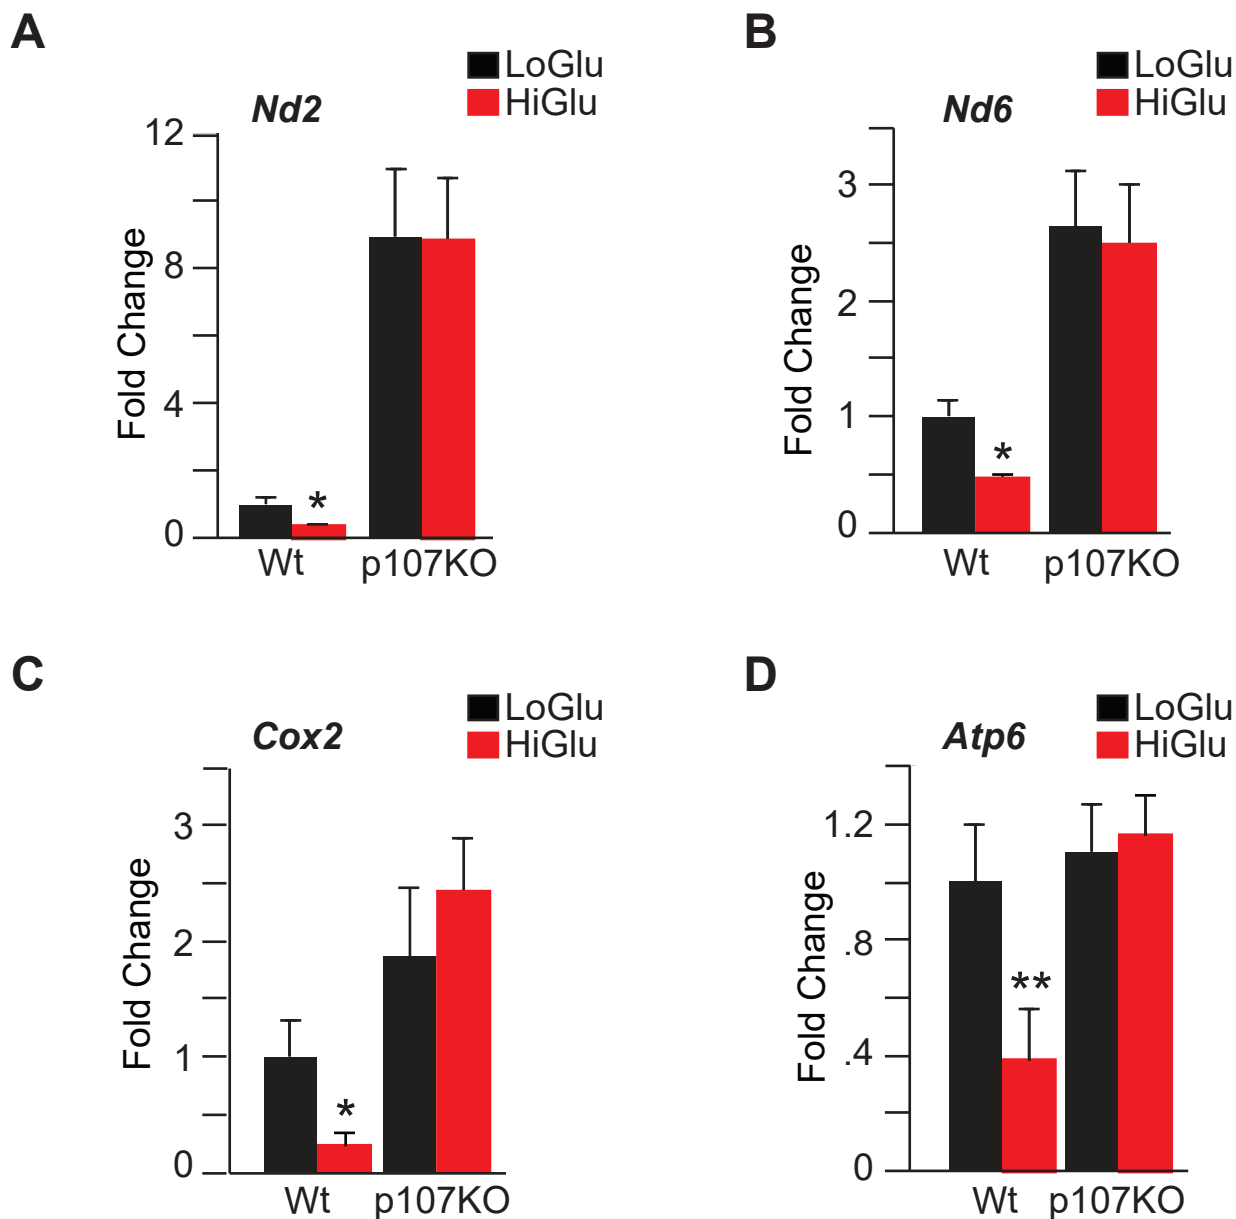 A
LoGlu
HiGlu
Nd2
12
8
4
0
Fold Change
*
Wt p107KO
B
LoGlu
HiGlu
Nd6
3
2
1
0
Fold Change
*
Wt p107KO
C
LoGlu
HiGlu
Cox2
3
2
1
0
Fold Change
*
Wt p107KO
D
LoGlu
HiGlu
Atp6
1.2
.8
.4
0
Fold Change
**
Wt p107KO